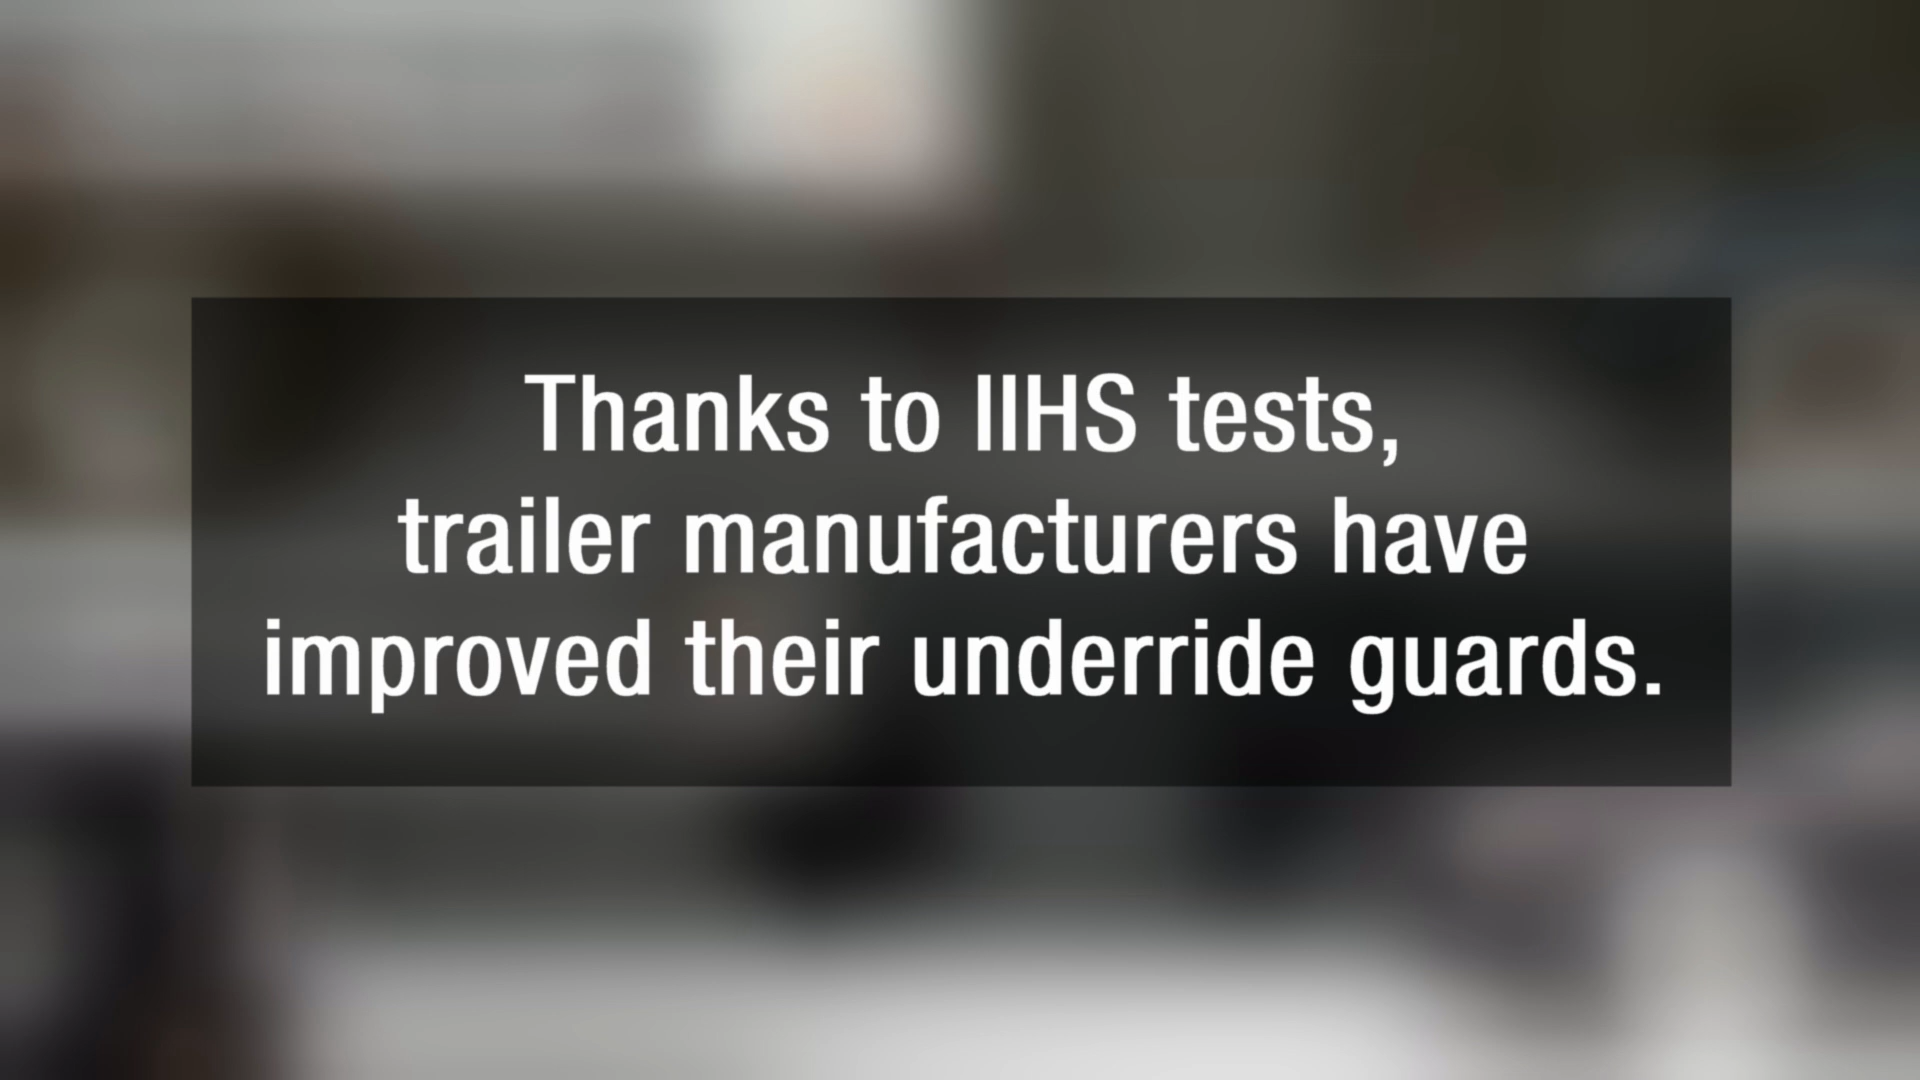 Thanks to IIHS tests,
trailer manufacturers have
improved their underride guards.